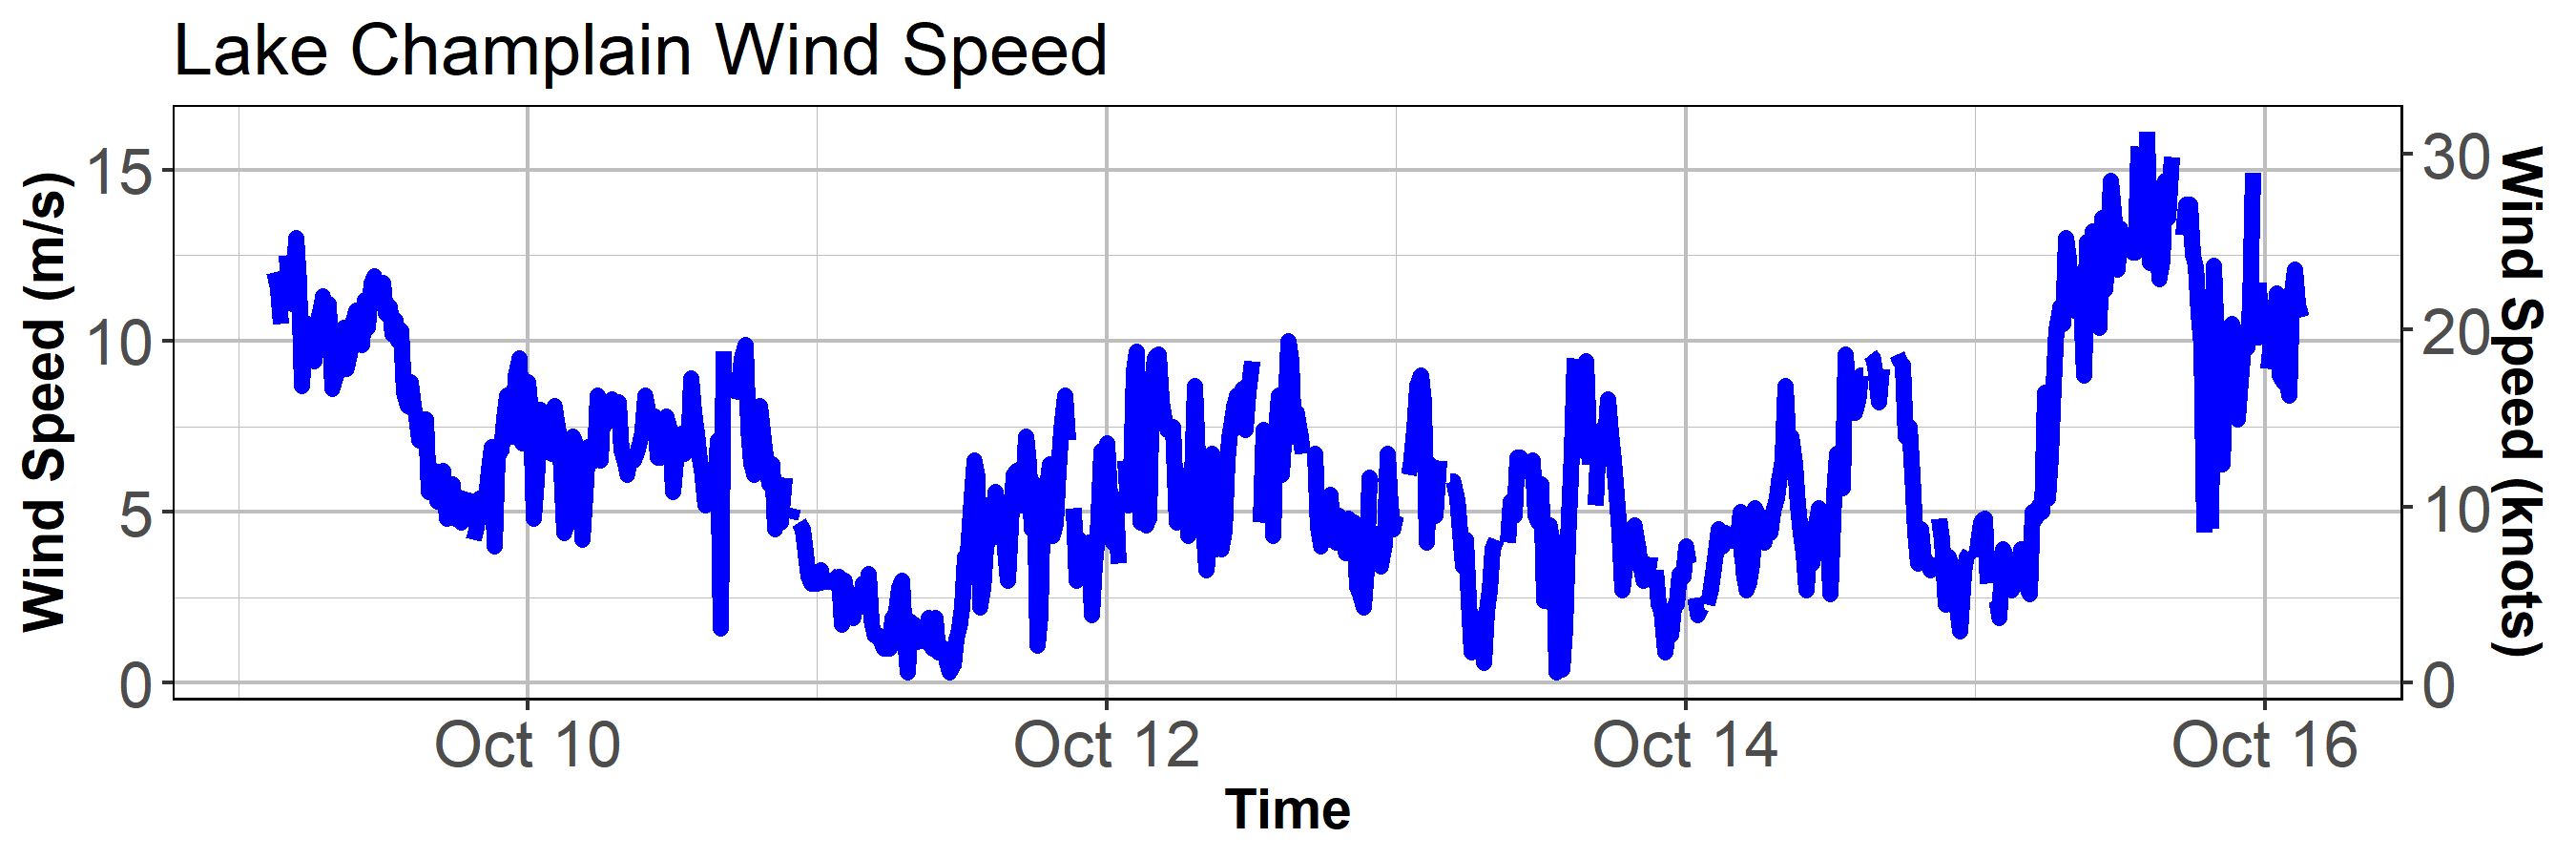 Lake Champlain Wind Speed
Wind Speed (m/s)
15
10
5
0
30
20
10
0
Wind Speed (knots)
Oct 10
Oct 12
Oct 14
Oct 16
Time